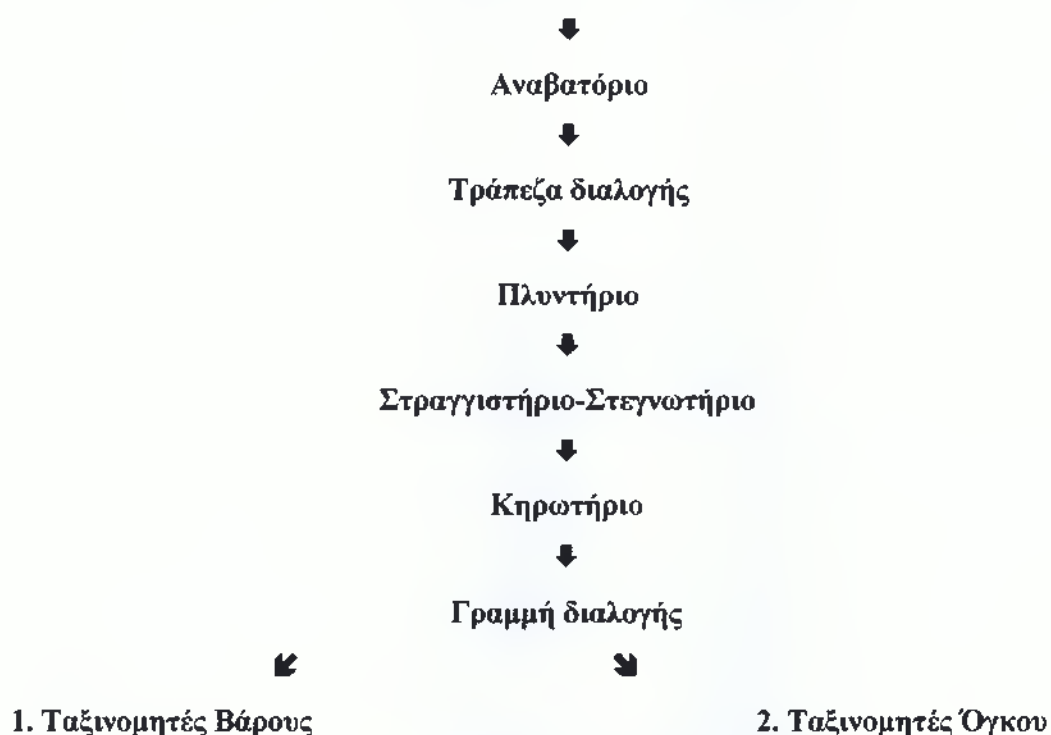 Αναβατόριο
Τράπεζα διαλογής
Πλυντήριο
Στραγγιστήριο-Στεγνωτήριο
Κηρωτήριο
Γραμμή διαλογής
1. Ταξινομητές Βάρους 2. Ταξινομητές Όγκου